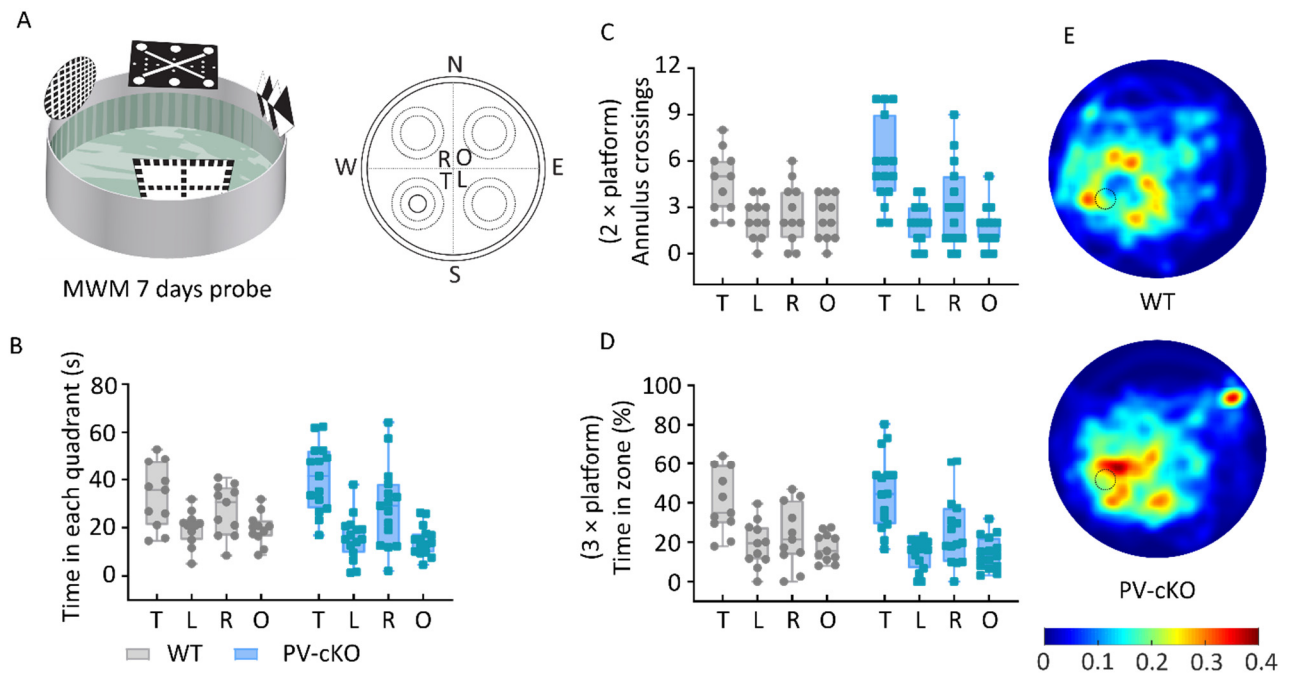 A
N
W
E
R
O
T
L
S
MWM 7 days probe
B
Time in each quadrant (s)
80
60
40
20
0
T L R O T L R O
WT PV-cKO
C
(2 × platform)
Annulus crossings
12
9
6
3
0
T L R O T L R O
D
(3 × platform)
Time in zone (%)
100
80
60
40
20
0
T L R O T L R O
E
WT
PV-cKO
0 0.1 0.2 0.3 0.4